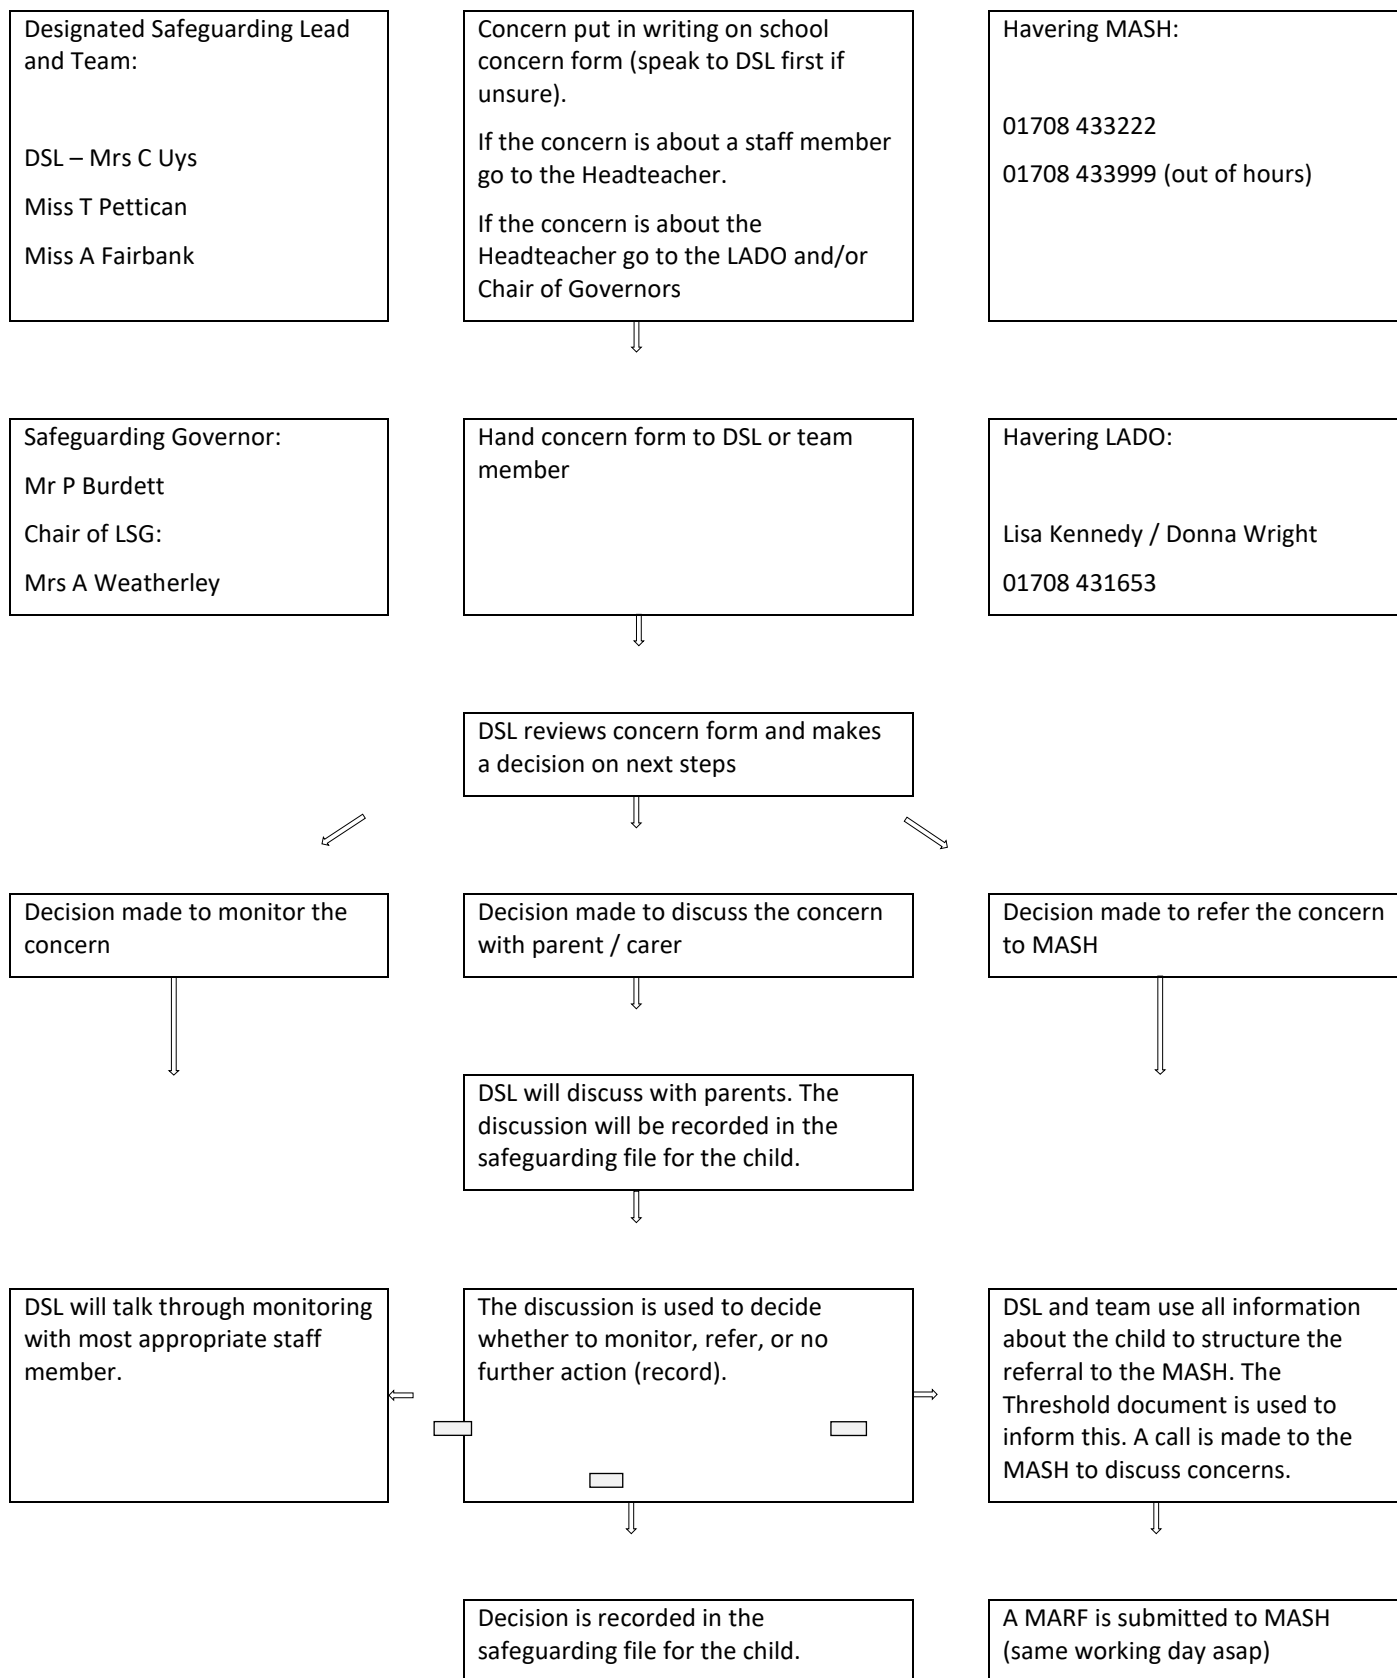 Designated Safeguarding Lead
and Team:
DSL – Mrs C Uys
Miss T Pettican
Miss A Fairbank
Concern put in writing on school
concern form (speak to DSL first if
unsure).
If the concern is about a staff member
go to the Headteacher.
If the concern is about the
Headteacher go to the LADO and/or
Chair of Governors
Havering MASH:
01708 433222
01708 433999 (out of hours)
Safeguarding Governor:
Mr P Burdett
Chair of LSG:
Mrs A Weatherley
Hand concern form to DSL or team
member
Havering LADO:
Lisa Kennedy / Donna Wright
01708 431653
DSL reviews concern form and makes
a decision on next steps
Decision made to monitor the
concern
Decision made to discuss the concern
with parent / carer
Decision made to refer the concern
to MASH
DSL will discuss with parents. The
discussion will be recorded in the
safeguarding file for the child.
DSL will talk through monitoring
with most appropriate staff
member.
The discussion is used to decide
whether to monitor, refer, or no
further action (record).
DSL and team use all information
about the child to structure the
referral to the MASH. The
Threshold document is used to
inform this. A call is made to the
MASH to discuss concerns.
Decision is recorded in the
safeguarding file for the child.
A MARF is submitted to MASH
(same working day asap)